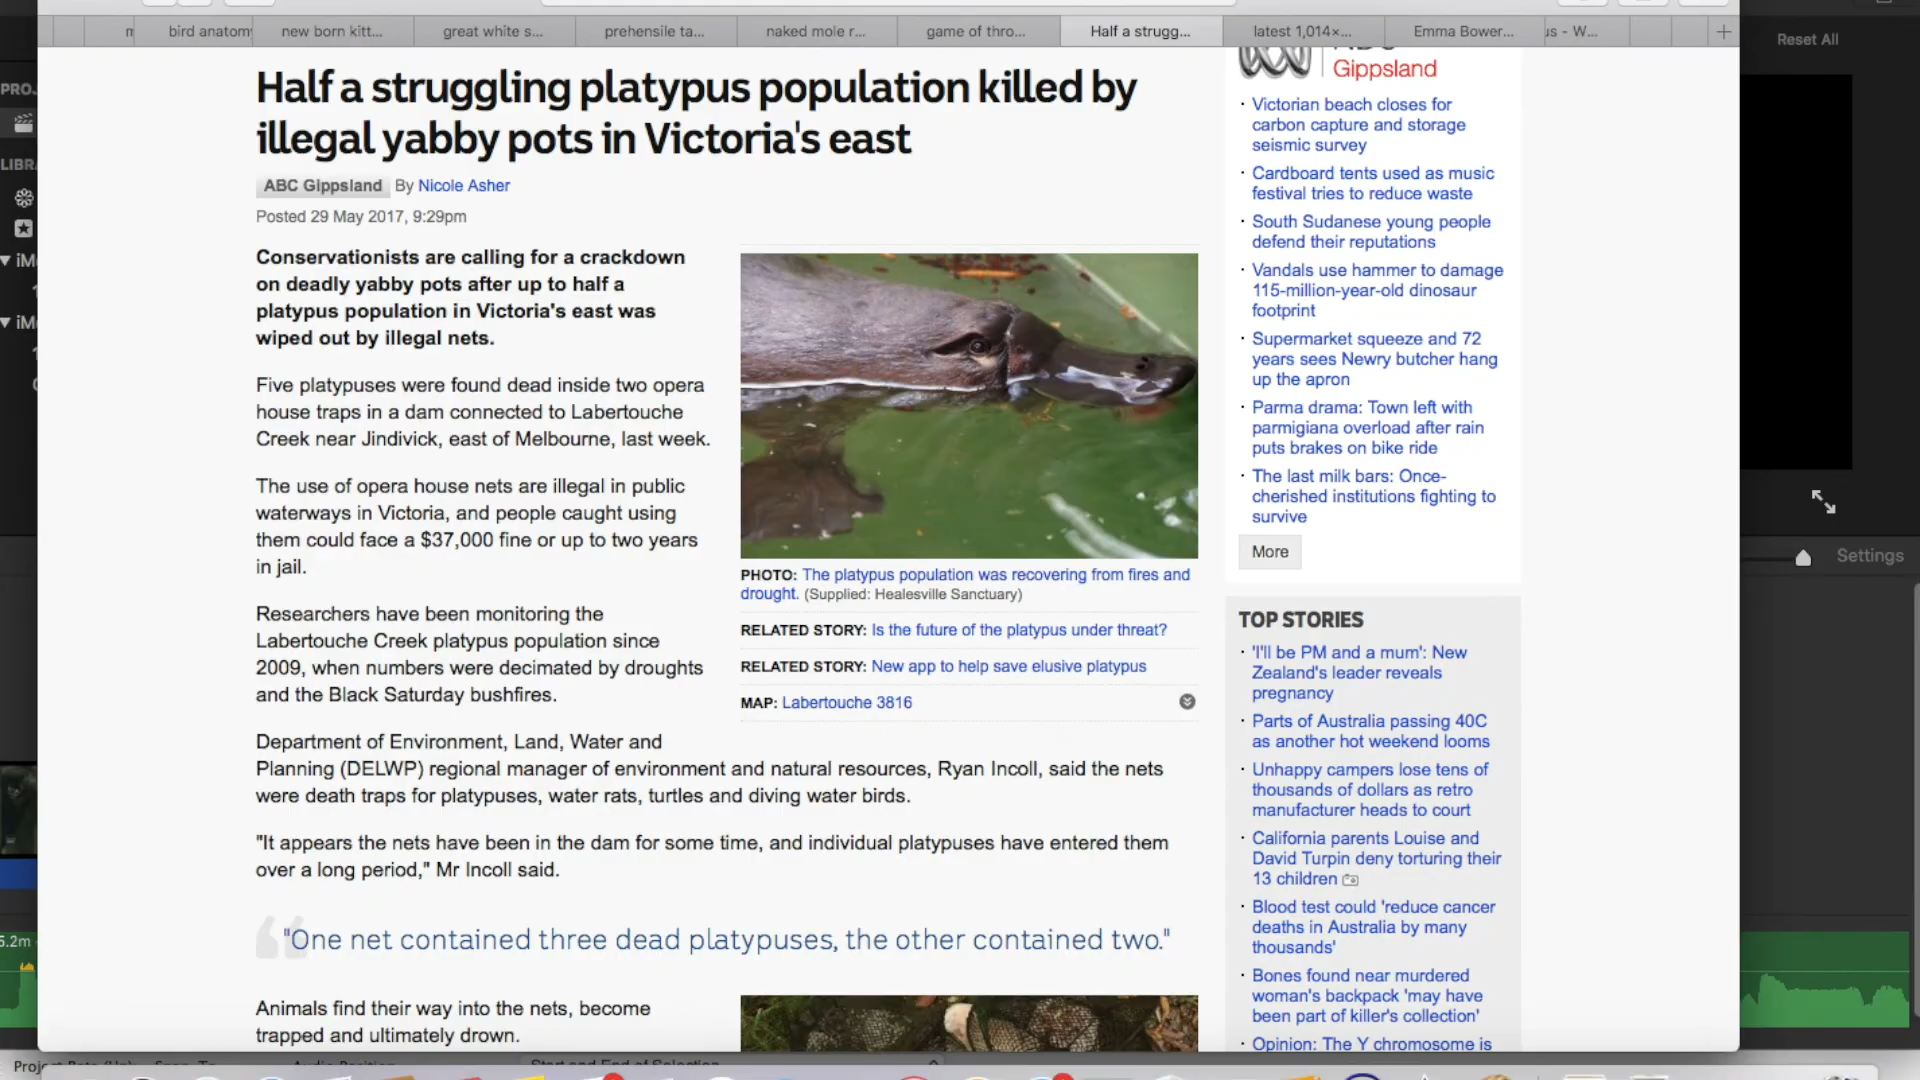 bird anatom
new born kitt...
great white s...
prehensile ta...
naked mole r...
game of thro...
Half a strugg...
latest 1,014×...
Emma Bower...
us - W...
Reset All
PROJ
LIBRA
iM
iM
Half a struggling platypus population killed by
illegal yabby pots in Victoria's east
ABC Gippsland By Nicole Asher
Posted 29 May 2017, 9:29pm
Conservationists are calling for a crackdown
on deadly yabby pots after up to half a
platypus population in Victoria's east was
wiped out by illegal nets.
Five platypuses were found dead inside two opera
house traps in a dam connected to Labertouche
Creek near Jindivick, east of Melbourne, last week.
The use of opera house nets are illegal in public
waterways in Victoria, and people caught using
them could face a $37,000 fine or up to two years
in jail.
Researchers have been monitoring the
Labertouche Creek platypus population since
2009, when numbers were decimated by droughts
and the Black Saturday bushfires.
PHOTO: The platypus population was recovering from fires and
drought. (Supplied: Healesville Sanctuary)
RELATED STORY: Is the future of the platypus under threat?
RELATED STORY: New app to help save elusive platypus
MAP: Labertouche 3816
Department of Environment, Land, Water and
Planning (DELWP) regional manager of environment and natural resources, Ryan Incoll, said the nets
were death traps for platypuses, water rats, turtles and diving water birds.
"It appears the nets have been in the dam for some time, and individual platypuses have entered them
over a long period," Mr Incoll said.
"One net contained three dead platypuses, the other contained two."
Animals find their way into the nets, become
trapped and ultimately drown.
Gippsland
· Victorian beach closes for
carbon capture and storage
seismic survey
· Cardboard tents used as music
festival tries to reduce waste
· South Sudanese young people
defend their reputations
· Vandals use hammer to damage
115-million-year-old dinosaur
footprint
· Supermarket squeeze and 72
years sees Newry butcher hang
up the apron
· Parma drama: Town left with
parmigiana overload after rain
puts brakes on bike ride
· The last milk bars: Once-
cherished institutions fighting to
survive
More
TOP STORIES
· 'I'll be PM and a mum': New
Zealand's leader reveals
pregnancy
· Parts of Australia passing 40C
as another hot weekend looms
· Unhappy campers lose tens of
thousands of dollars as retro
manufacturer heads to court
· California parents Louise and
David Turpin deny torturing their
13 children
· Blood test could 'reduce cancer
deaths in Australia by many
thousands'
· Bones found near murdered
woman's backpack 'may have
been part of killer's collection'
· Opinion: The Y chromosome is
Settings
5.2m